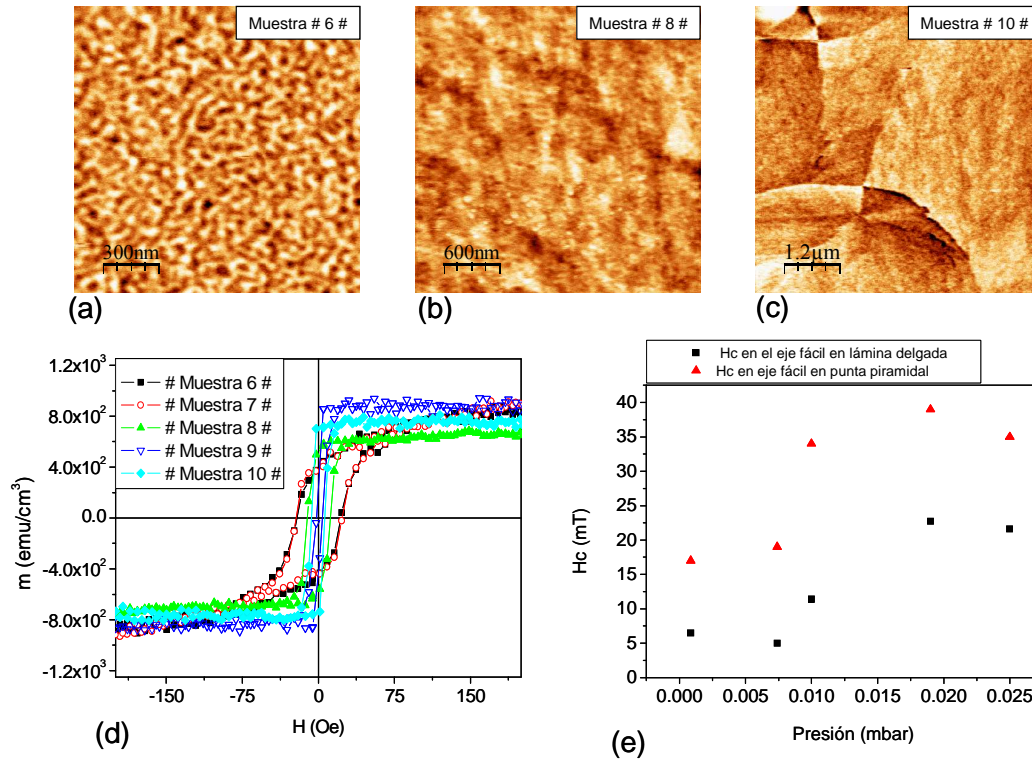 Muestra # 6 #
Muestra # 8 #
Muestra # 10 #
300nm
600nm
1.2µm
(a)
(b)
(c)
1.2x10³
8.0x10²
4.0x10²
0.0
-4.0x10²
-8.0x10²
-1.2x10³
m (emu/cm³)
# Muestra 6 #
# Muestra 7 #
# Muestra 8 #
# Muestra 9 #
# Muestra 10 #
-150
-75
0
75
150
H (Oe)
(d)
Hc en el eje fácil en lámina delgada
Hc en eje fácil en punta piramidal
40
35
30
25
20
15
10
5
0
Hc (mT)
0.000
0.005
0.010
0.015
0.020
0.025
Presión (mbar)
(e)